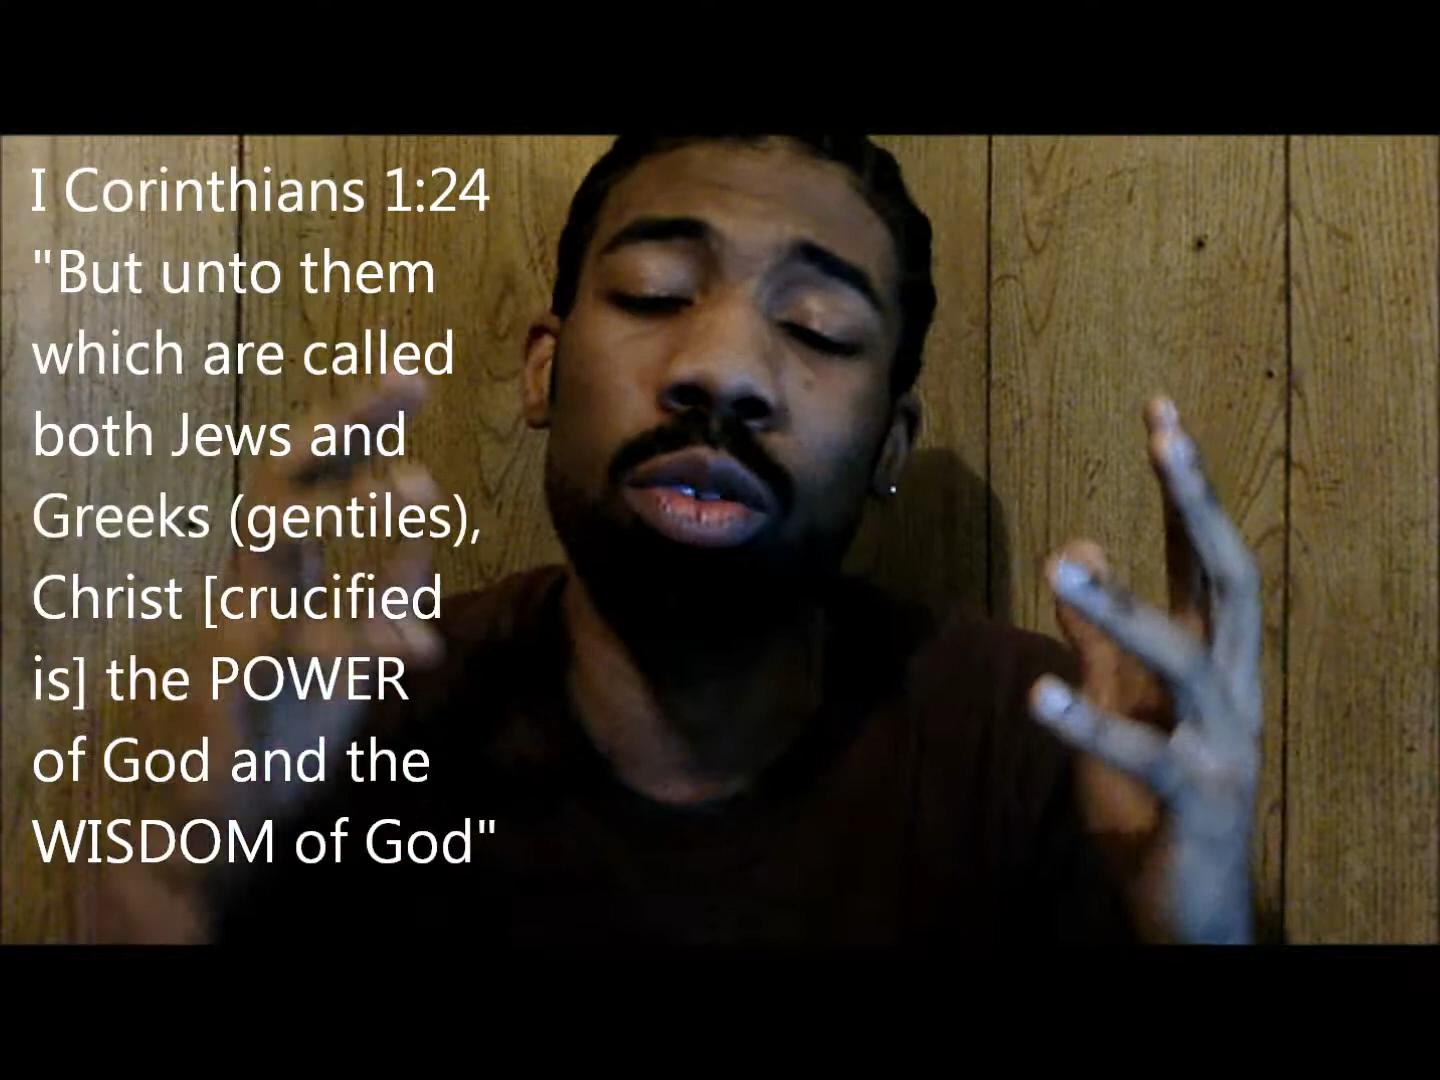 I Corinthians 1:24
"But unto them
which are called
both Jews and
Greeks (gentiles),
Christ [crucified
is] the POWER
of God and the
WISDOM of God"